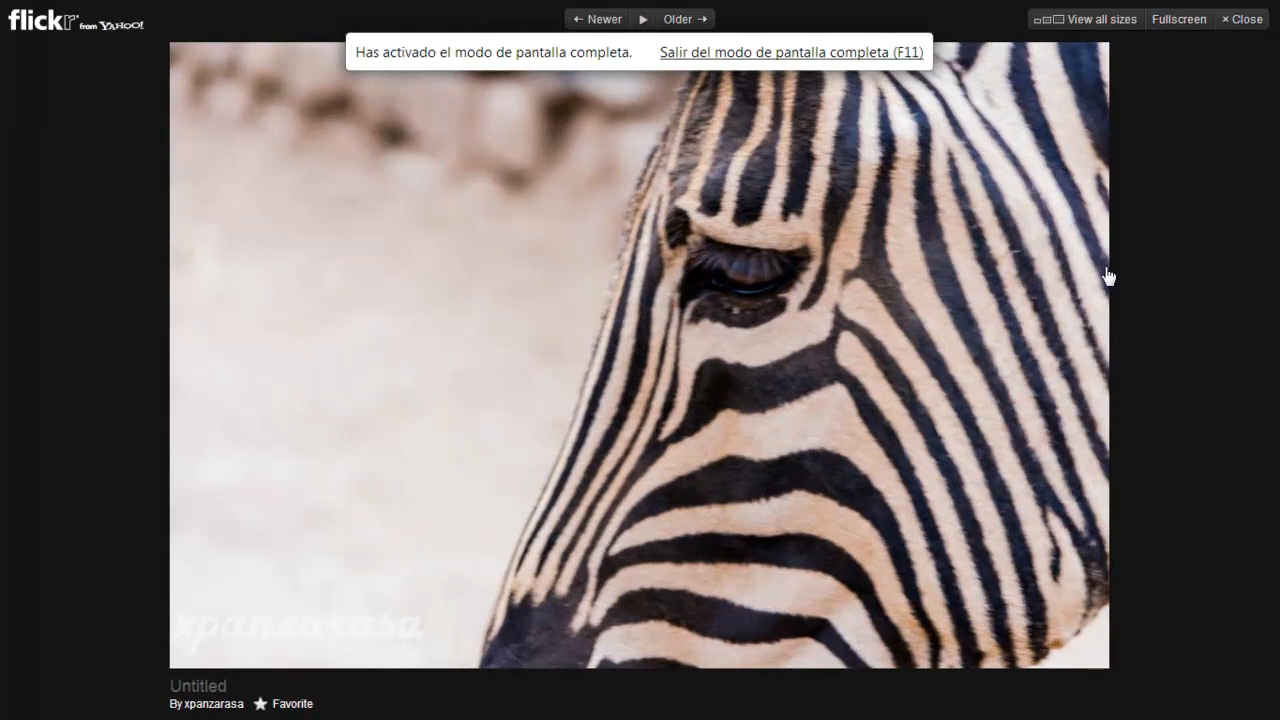 flickr from YAHOO!
← Newer
Older →
View all sizes
Fullscreen
× Close
Has activado el modo de pantalla completa. Salir del modo de pantalla completa (F11)
xpanzarasa
Untitled
By xpanzarasa ★ Favorite